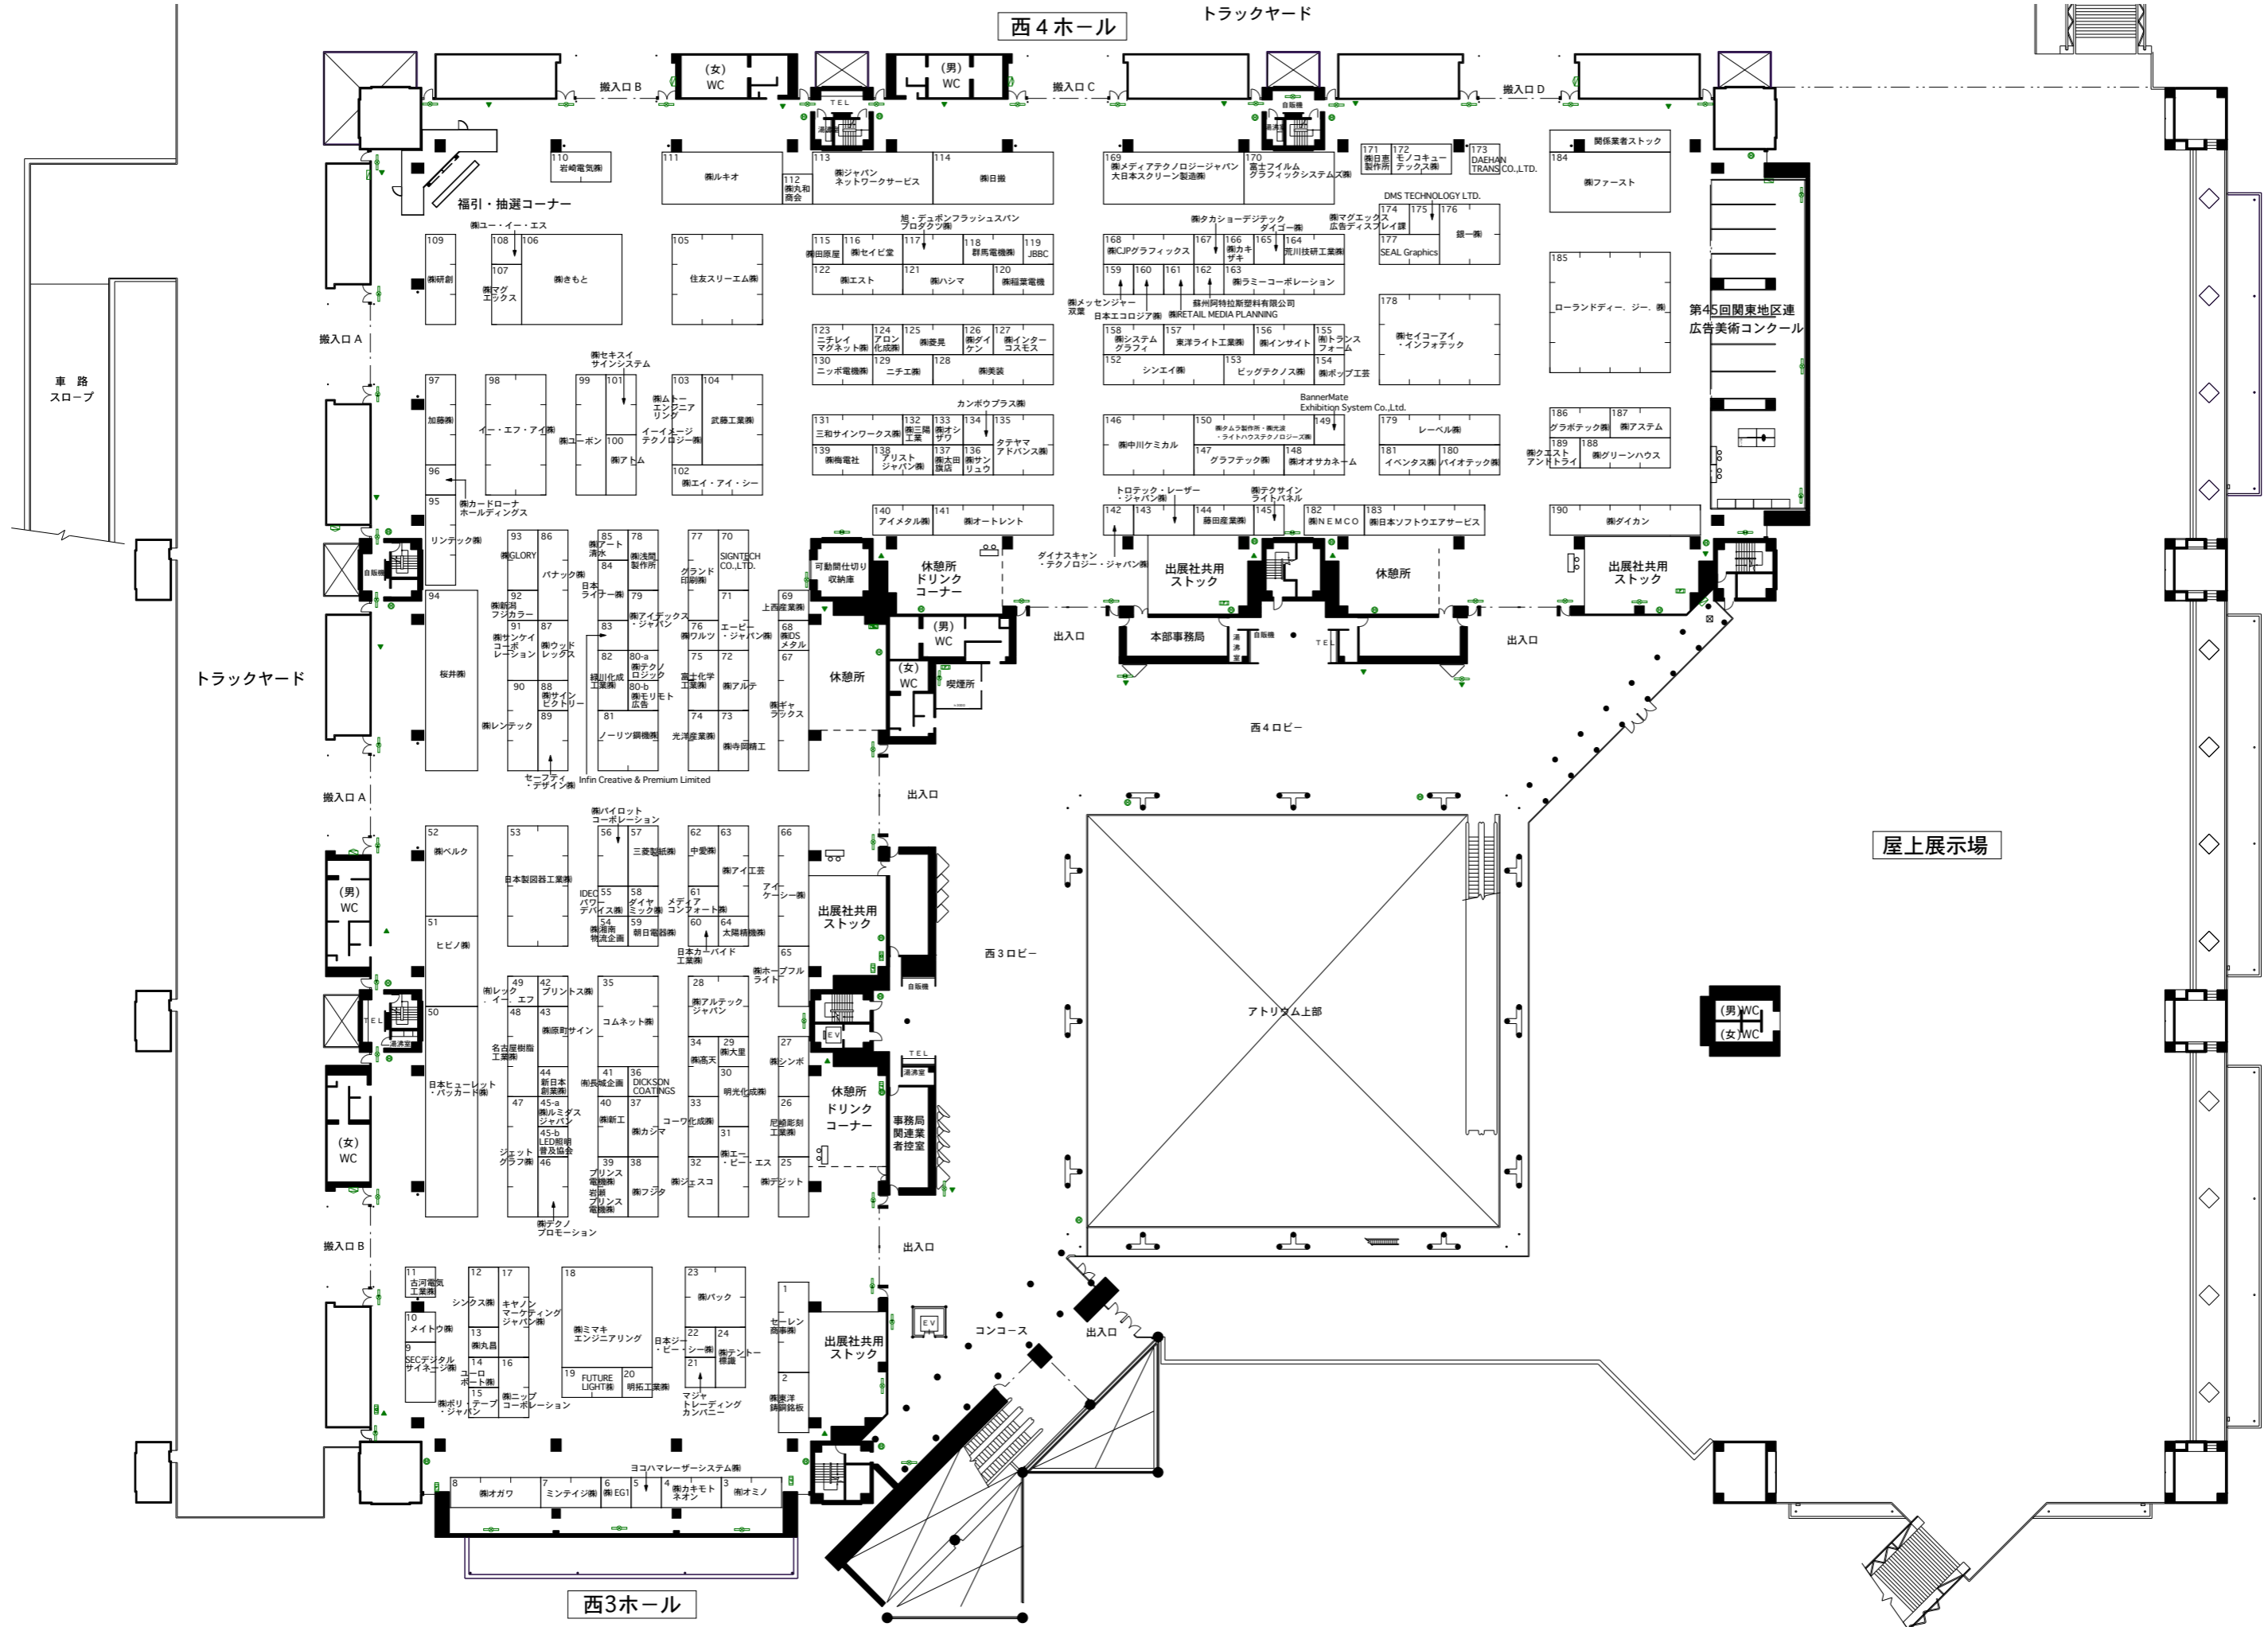 西４ホール
トラックヤード
搬入口 B
(女)
WC
TEL
湯沸室
(男)
WC
搬入口 C
自販機
湯沸室
搬入口 D
関係業者ストック
110
岩崎電気㈱
111
㈱ルキオ
112
㈱丸和
商会
113
㈱ジャパン
ネットワークサービス
114
㈱日搬
169
㈱メディアテクノロジージャパン
大日本スクリーン製造㈱
170
富士フイルム
グラフィックシステムズ㈱
171
㈱日恵
製作所
172
モノコキュー
テックス㈱
173
DAEHAN
TRANS CO.,LTD.
184
㈱ファースト
福引・抽選コーナー
㈱ユー・イー・エス
109
㈱研創
108
107
㈱マグ
エックス
106
㈱きもと
105
住友スリーエム㈱
旭・デュポンフラッシュスパン
プロダクツ㈱
115
㈱田原屋
116
㈱セイビ堂
117
118
群馬電機㈱
119
JBBC
122
㈱エスト
121
㈱ハシマ
120
㈱稲葉電機
㈱タカショーデジテック
ダイゴー㈱
㈱マグエックス
広告ディスプレイ課
DMS TECHNOLOGY LTD.
168
㈱CJPグラフィックス
167
166
㈱カキ
ザキ
165
164
荒川技研工業㈱
174
175
176
銀一㈱
177
SEAL Graphics
159
160
161
162
163
㈱ラミーコーポレーション
㈱メッセンジャー
双葉
日本エコロジア㈱
㈱RETAIL MEDIA PLANNING
蘇州阿特拉斯塑料有限公司
178
㈱セイコーアイ
・インフォテック
185
ローランドディー．ジー．㈱
第45回関東地区連
広告美術コンクール
搬入口 A
車　路
スロープ
123
ニチレイ
マグネット㈱
124
アロン
化成㈱
125
㈱菱晃
126
㈱ダイ
ケン
127
㈱インター
コスモス
130
ニッポ電機㈱
129
ニチエ㈱
128
㈱美装
158
㈱システム
グラフィ
157
東洋ライト工業㈱
156
㈱インサイト
155
㈱トランス
フォーム
152
シンエイ㈱
153
ビッグテクノス㈱
154
㈱ポップ工芸
㈱セキスイ
サインシステム
97
加藤㈱
98
イー・エフ・アイ㈱
99
㈱ユーボン
101
100
㈱アトム
㈱ムトー
エンジニア
リング
103
104
武藤工業㈱
イーイメージ
テクノロジー㈱
102
㈱エイ・アイ・シー
96
㈱カードローナ
ホールディングス
95
リンテック㈱
カンボウプラス㈱
131
三和サインワークス㈱
132
㈱三陽
工業
133
㈱オシ
ザワ
134
135
タテヤマ
アドバンス㈱
139
㈱梅電社
138
アリスト
ジャパン㈱
137
㈱太田
旗店
136
㈱サン
リュウ
BannerMate
Exhibition System Co.,Ltd.
146
㈱中川ケミカル
150
㈱タムラ製作所・㈱光波
・ライトハウステクノロジーズ㈱
149
147
グラフテック㈱
148
㈱オオサカネーム
179
レーベル㈱
181
イベンタス㈱
180
バイオテック㈱
186
グラボテック㈱
187
㈱アステム
189
㈱クエスト
アンドトライ
188
㈱グリーンハウス
140
アイメタル㈱
141
㈱オートレント
トロテック・レーザー
・ジャパン㈱
㈱テクサイン
ライトパネル
142
143
144
藤田産業㈱
145
182
㈱ＮＥＭＣＯ
183
㈱日本ソフトウエアサービス
190
㈱ダイカン
ダイナスキャン
・テクノロジー・ジャパン㈱
可動間仕切り
収納庫
休憩所
ドリンク
コーナー
出展社共用
ストック
休憩所
出展社共用
ストック
自販機
93
㈱GLORY
86
パナック㈱
85
㈱アート
清水
84
日本
ライナー㈱
78
㈱浅間
製作所
77
グランド
印刷㈱
70
SIGNTECH
CO.,LTD.
94
桜井㈱
92
㈱新潟
フジカラー
91
㈱サンケイ
コーポ
レーション
87
㈱ウッド
レックス
83
79
㈱アイデックス
・ジャパン
76
㈱ワルツ
71
エービー
・ジャパン㈱
69
上西産業㈱
68
㈱DS
メタル
67
㈱ギャ
ラックス
82
緑川化成
工業㈱
80-a
㈱テクノ
ロジック
80-b
㈱モリモト
広告
75
富士化学
工業㈱
72
㈱アルテ
90
㈱レンテック
88
㈱サイン
ビクトリー
89
81
ノーリツ鋼機㈱
74
光洋産業㈱
73
㈱寺岡精工
セーフティ
・デザイン㈱
Infin Creative & Premium Limited
休憩所
(男)
WC
(女)
WC
喫煙所
出入口
本部事務局
湯
沸
室
自販機
TEL
出入口
トラックヤード
西４ロビー
搬入口 A
出入口
屋上展示場
㈱パイロット
コーポレーション
52
㈱ベルク
53
日本製図器工業㈱
56
57
三菱製紙㈱
62
中愛㈱
63
㈱アイ工芸
66
アイ
ケーシー㈱
(男)
WC
55
IDEC
パワー
デバイス㈱
58
ダイヤ
ミック㈱
61
メディア
コンフォート㈱
51
ヒビノ㈱
54
㈱湘南
物流企画
59
朝日電器㈱
60
64
太陽精機㈱
日本カーバイド
工業㈱
65
㈱ホープフル
ライト
出展社共用
ストック
西３ロビー
自販機
49
㈲レック
．イー．エフ
42
プリントス㈱
35
コムネット㈱
28
㈱アルテック
ジャパン
50
日本ヒューレット
・パッカード㈱
48
名古屋樹脂
工業㈱
43
㈱原町サイン
34
㈱髙天
29
㈱大里
27
㈱シンボ
TEL
湯沸室
EV
TEL
湯沸室
アトリウム上部
(男)WC
(女)WC
44
新日本
創業㈱
41
㈲長城企画
36
DICKSON
COATINGS
30
明光化成㈱
47
ジェット
グラフ㈱
45-a
㈱ルミダス
ジャパン
45-b
LED照明
普及協会
40
㈱新工
37
㈱カシマ
33
コーワ化成㈱
31
㈱エー
・ピー・エス
26
尼崎彫刻
工業㈱
休憩所
ドリンク
コーナー
事務局
関連業
者控室
(女)
WC
46
39
プリンス
電機㈱
岩瀬
プリンス
電機㈱
38
㈱フジタ
32
㈱ジェスコ
25
㈱デジット
㈱テクノ
プロモーション
搬入口 B
出入口
11
古河電気
工業㈱
12
シンクス㈱
17
キヤノン
マーケティング
ジャパン㈱
18
㈱ミマキ
エンジニアリング
23
㈱パック
1
セーレン
商事㈱
10
メイトウ㈱
9
SECデジタル
サイネージ㈱
13
㈱丸昌
14
ユーロ
ポート㈱
16
㈱ニップ
コーポレーション
15
㈱ポリ・テープ
・ジャパン
19
FUTURE
LIGHT㈱
20
明拓工業㈱
日本ジー
・ピー・シー㈱
22
21
24
㈱テントー
標識
マジャ
トレーディング
カンパニー
2
㈱東洋
鋳銅銘板
出展社共用
ストック
EV
コンコース
出入口
ヨコハマレーザーシステム㈱
8
㈱オガワ
7
ミンテイジ㈱
6
㈱EG1
5
4
㈱カキモト
ネオン
3
㈲オミノ
西3ホール